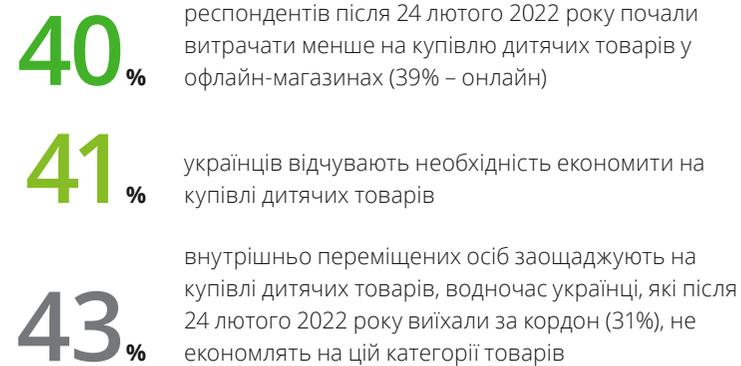 40%
респондентів після 24 лютого 2022 року почали
витрачати менше на купівлю дитячих товарів у
офлайн-магазинах (39% – онлайн)
41%
українців відчувають необхідність економити на
купівлі дитячих товарів
43%
внутрішньо переміщених осіб заощаджують на
купівлі дитячих товарів, водночас українці, які після
24 лютого 2022 року виїхали за кордон (31%), не
економлять на цій категорії товарів